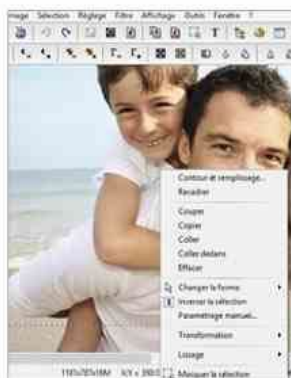 mage Sélection Réglage Filtre Affichage Outils Fenêtre ?
T
Contour et remplissage...
Recadrer
Couper
Copier
Coller
Coller dedans
Effacer
Changer la forme
Inverser la sélection
Paramétrage manuel...
Transformation
Lissage
Masquer la sélection